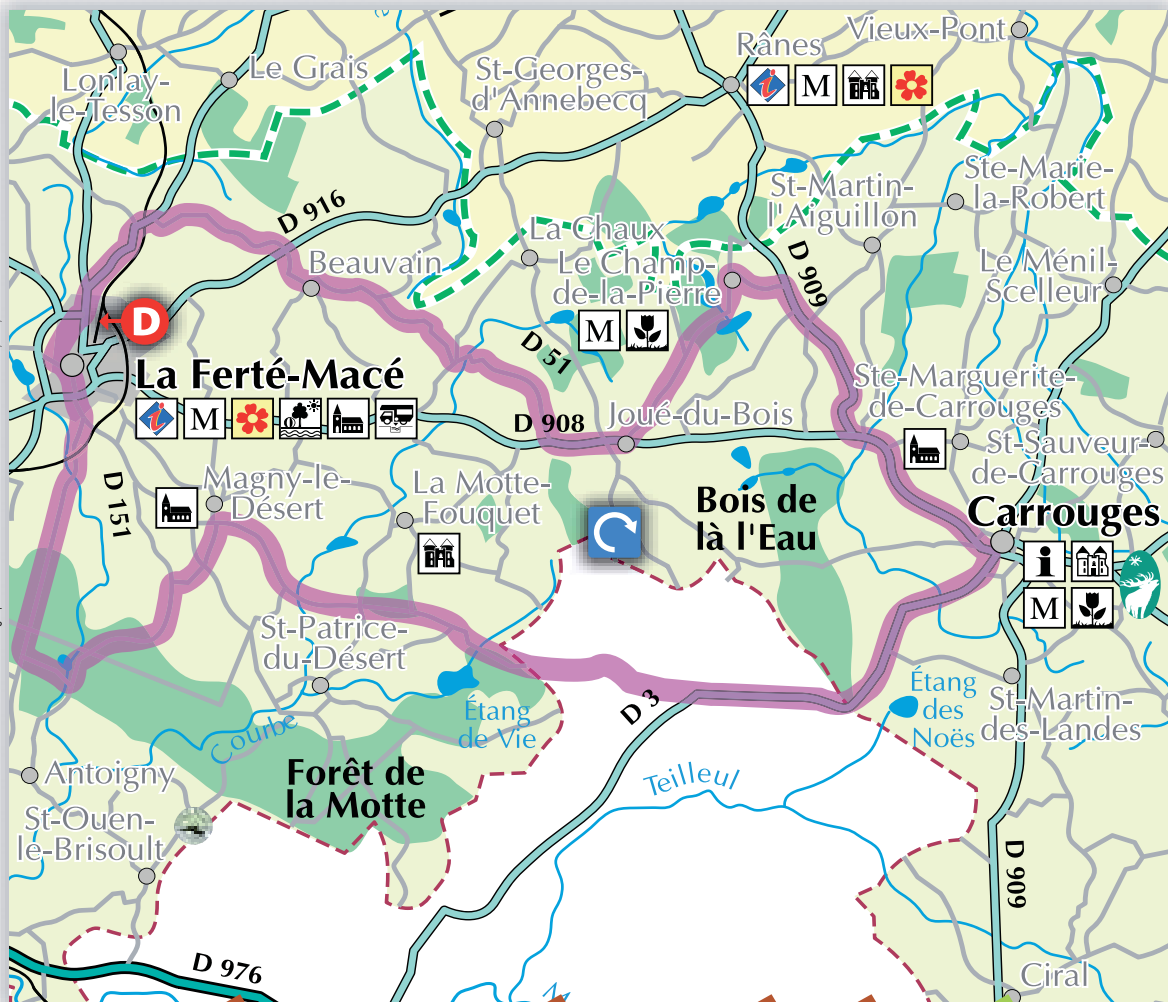 Vieux-Pont
Rânes
M
Lonlay-
le-Tesson
Le Grais
St-Georges-
d'Annebecq
Ste-Marie-
la-Robert
St-Martin-
l'Aiguillon
D 916
La Chaux
Le Champ-
de-la-Pierre
M
D 909
Le Ménil-
Scelleur
Beauvain
D
D 51
La Ferté-Macé
M
Ste-Marguerite-
de-Carrouges
D 908
Joué-du-Bois
St-Sauveur-
de-Carrouges
D 151
Magny-le-
Désert
La Motte-
Fouquet
Bois de
là l'Eau
Carrouges
i
M
St-Patrice-
du-Désert
Étang
de Vie
D 3
Étang
des
Noës
St-Martin-
des-Landes
Courbe
Antoigny
Forêt de
la Motte
Teilleul
St-Ouen-
le-Brisoult
D 909
D 976
Ciral